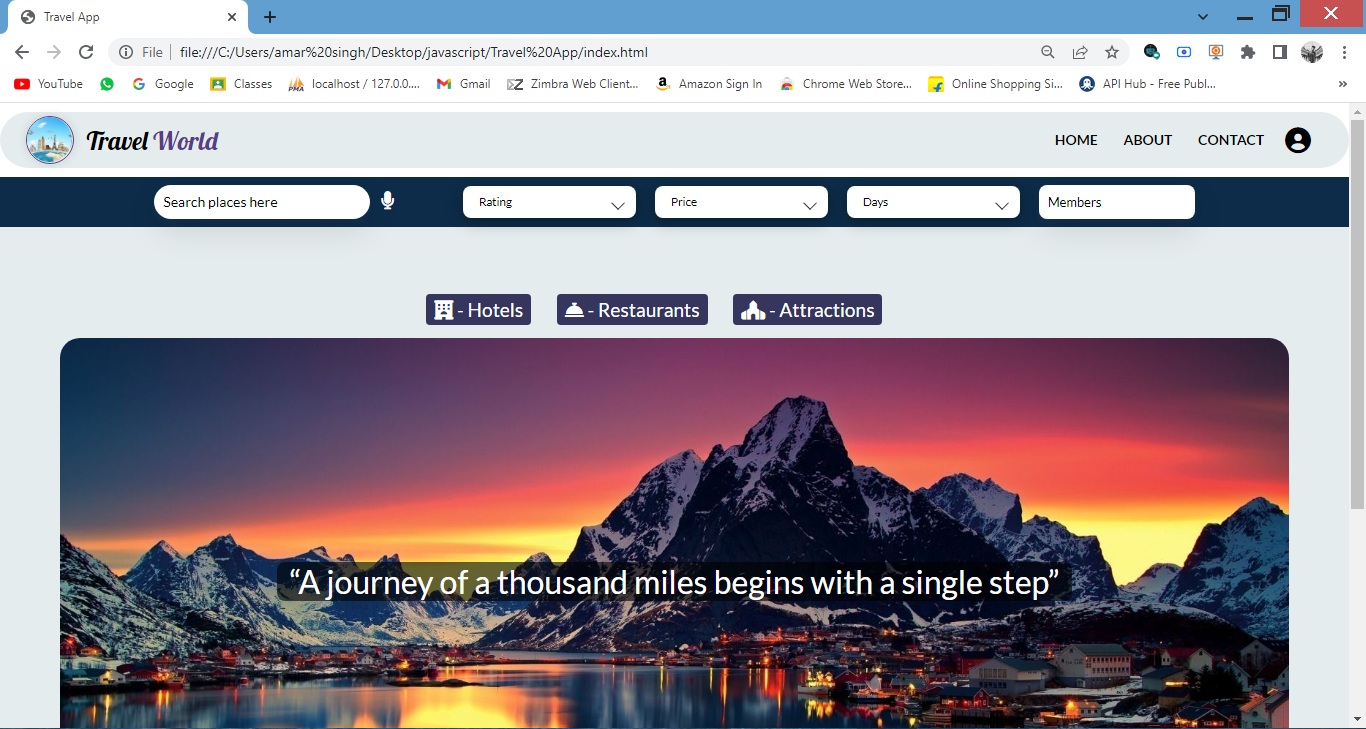 Travel App
File file:///C:/Users/amar%20singh/Desktop/javascript/Travel%20App/index.html
YouTube Google Classes localhost / 127.0.0.... Gmail Zimbra Web Client... Amazon Sign In Chrome Web Store... Online Shopping Si... API Hub - Free Publ... »
Travel World HOME ABOUT CONTACT
Search places here Rating Price Days Members
- Hotels - Restaurants - Attractions
“A journey of a thousand miles begins with a single step”